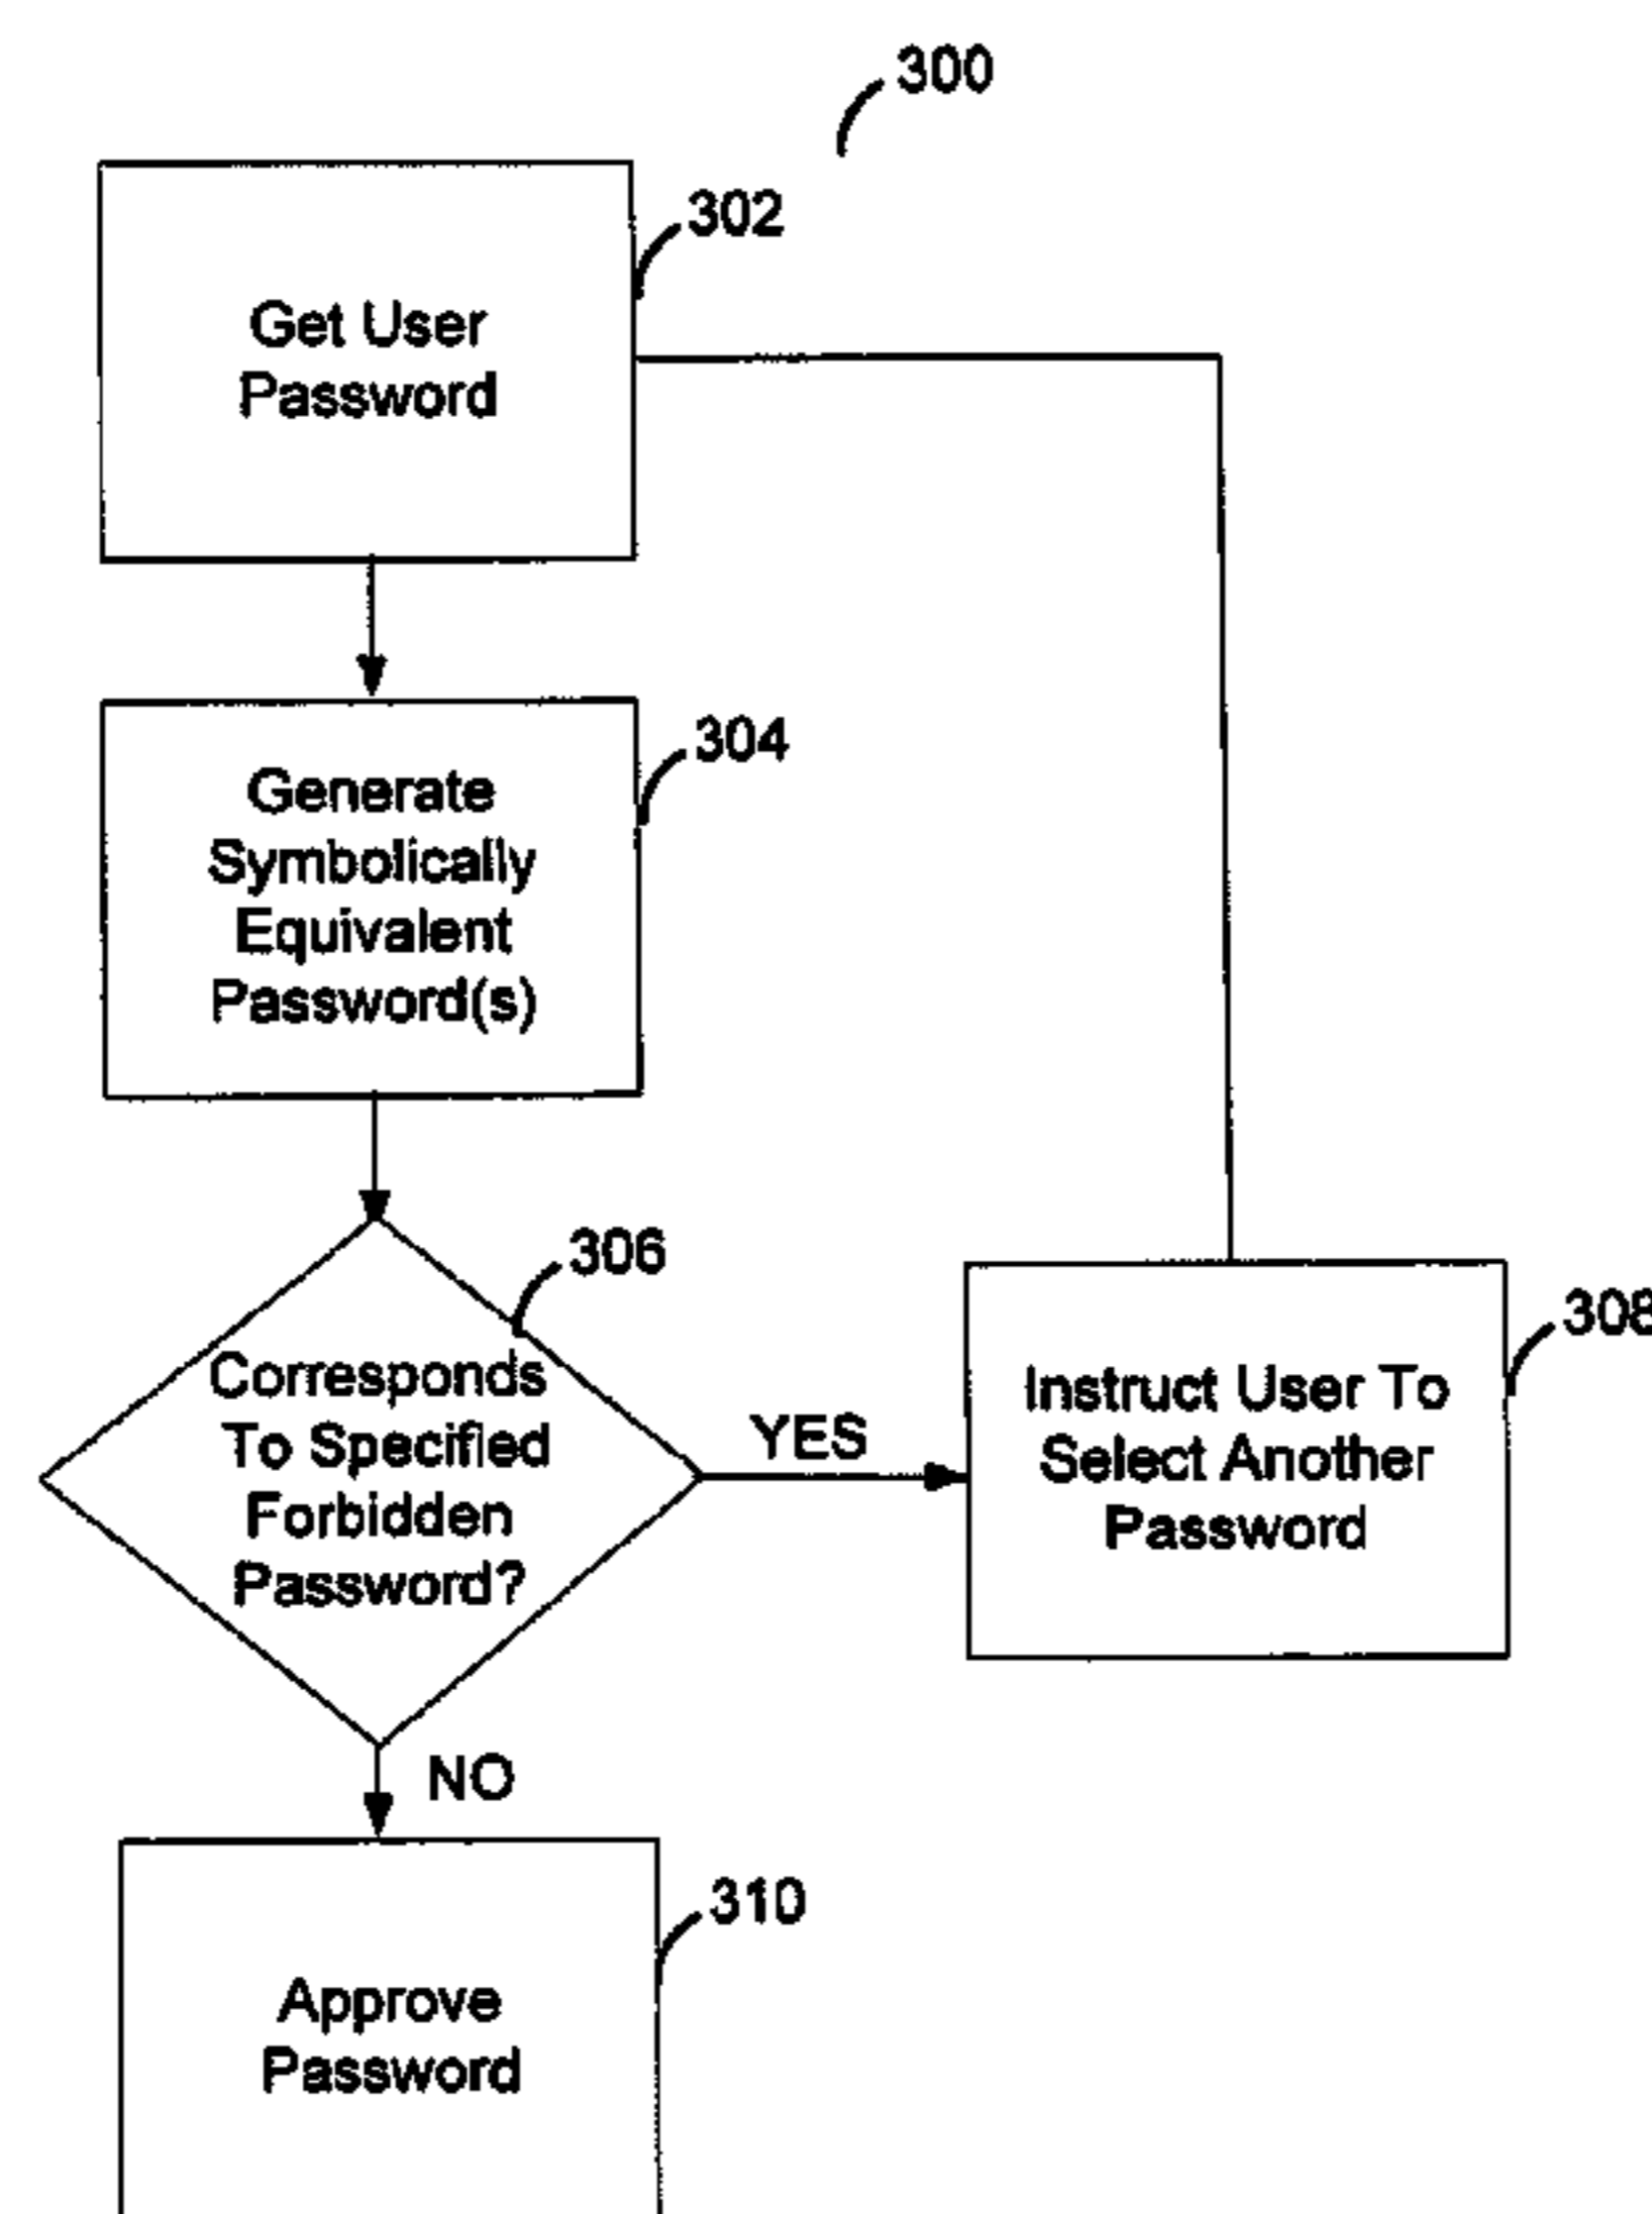 300
302
Get User
Password
304
Generate
Symbolically
Equivalent
Password(s)
306
Corresponds
To Specified
Forbidden
Password?
YES
308
Instruct User To
Select Another
Password
NO
310
Approve
Password